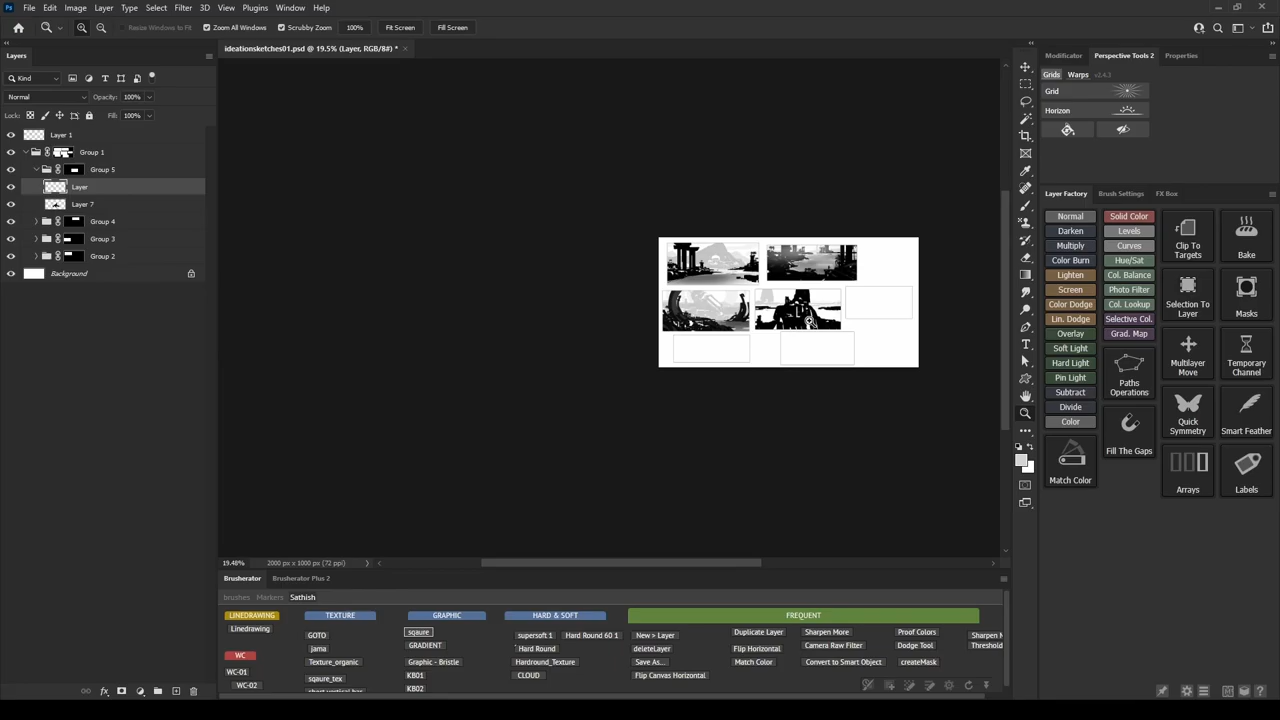 Ps File Edit Image Layer Type Select Filter 3D View Plugins Window Help
Resize Windows to Fit Zoom All Windows Scrubby Zoom 100% Fit Screen Fill Screen
ideationsketches01.psd @ 19.5% (Layer, RGB/8#) *
Layers
Kind
Normal Opacity: 100%
Lock: Fill: 100%
Layer 1
Group 1
Group 5
Layer
Layer 7
Group 4
Group 3
Group 2
Background
Modificator Perspective Tools 2 Properties
Grids Warps v2.4.3
Grid
Horizon
Layer Factory Brush Settings FX Box
Normal Solid Color
Darken Levels
Multiply Curves
Color Burn Hue/Sat
Lighten Col. Balance
Screen Photo Filter
Color Dodge Col. Lookup
Lin. Dodge Selective Col.
Overlay Grad. Map
Soft Light
Hard Light
Pin Light
Subtract
Divide
Color
Match Color
Paths Operations
Fill The Gaps
Clip To Targets
Bake
Selection To Layer
Masks
Multilayer Move
Temporary Channel
Quick Symmetry
Smart Feather
Arrays
Labels
19.48% 2000 px x 1000 px (72 ppi)
Brusherator Brusherator Plus 2
brushes Markers Sathish
LINEDRAWING TEXTURE GRAPHIC HARD & SOFT FREQUENT
Linedrawing
WC
WC-01
WC-02
GOTO
jama
Texture_organic
sqaure_tex
short vertical bar
sqaure
GRADIENT
Graphic - Bristle
KB01
KB02
supersoft 1 Hard Round 60 1
Hard Round
Hardround_Texture
CLOUD
New > Layer Duplicate Layer Sharpen More Proof Colors Sharpen M
deleteLayer Flip Horizontal Camera Raw Filter Dodge Tool Threshold
Save As... Match Color Convert to Smart Object createMask
Flip Canvas Horizontal